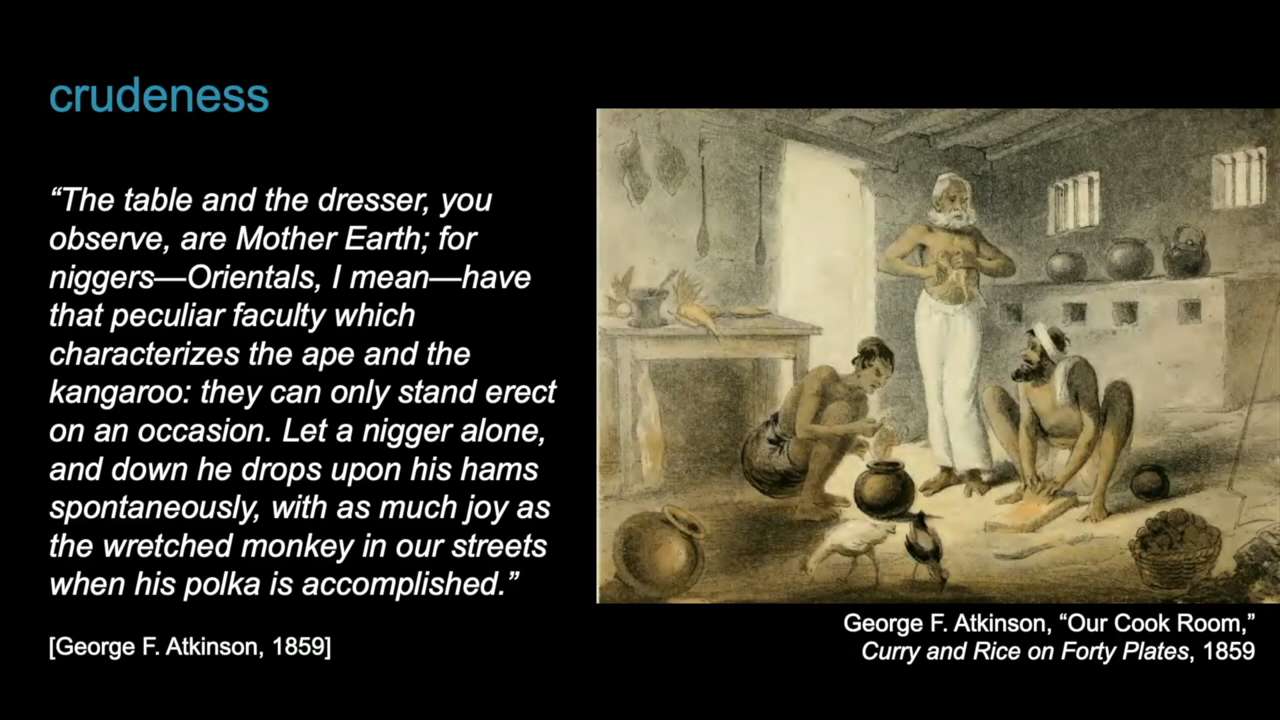 crudeness
“The table and the dresser, you
observe, are Mother Earth; for
niggers—Orientals, I mean—have
that peculiar faculty which
characterizes the ape and the
kangaroo: they can only stand erect
on an occasion. Let a nigger alone,
and down he drops upon his hams
spontaneously, with as much joy as
the wretched monkey in our streets
when his polka is accomplished.”
[George F. Atkinson, 1859]
George F. Atkinson, “Our Cook Room,”
Curry and Rice on Forty Plates, 1859